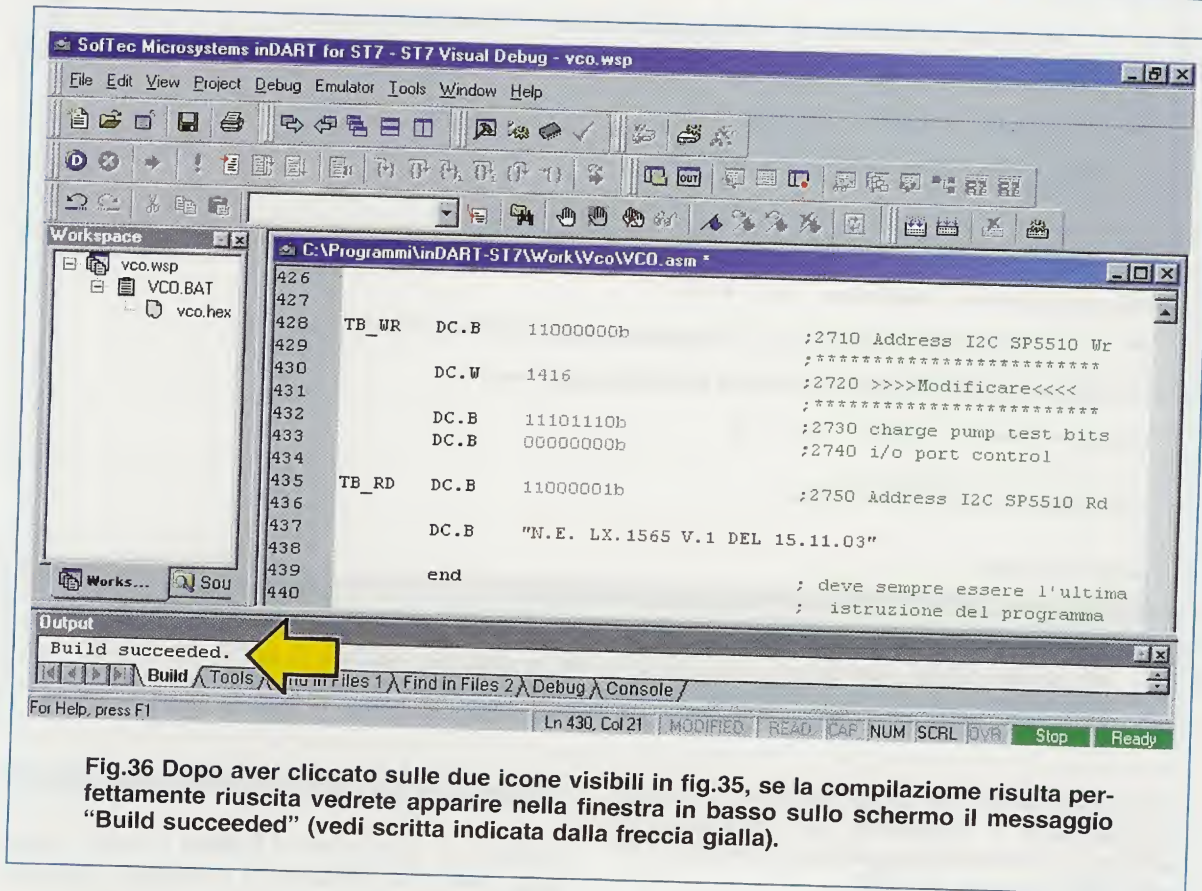 SofTec Microsystems inDART for ST7 - ST7 Visual Debug - vco.wsp
File Edit View Project Debug Emulator Tools Window Help
OUT
Workspace
vco.wsp
VCO.BAT
vco.hex
Works... Sou
C:\Programmi\inDART-ST7\Work\Vco\VCO.asm *
426
427
428 TB_WR DC.B 11000000b ;2710 Address I2C SP5510 Wr
429 ;*************************
430 DC.W 1416 ;2720 >>>>Modificare<<<<
431 ;*************************
432 DC.B 11101110b ;2730 charge pump test bits
433 DC.B 00000000b ;2740 i/o port control
434
435 TB_RD DC.B 11000001b ;2750 Address I2C SP5510 Rd
436
437 DC.B "N.E. LX.1565 V.1 DEL 15.11.03"
438
439 end ; deve sempre essere l'ultima
440 ; istruzione del programma
Output
Build succeeded.
Build Tools in Files 1 Find in Files 2 Debug Console
For Help, press F1 Ln 430, Col 21 MODIFIED READ CAP NUM SCRL OVR Stop Ready
Fig.36 Dopo aver cliccato sulle due icone visibili in fig.35, se la compilaziome risulta per-
fettamente riuscita vedrete apparire nella finestra in basso sullo schermo il messaggio
“Build succeeded” (vedi scritta indicata dalla freccia gialla).